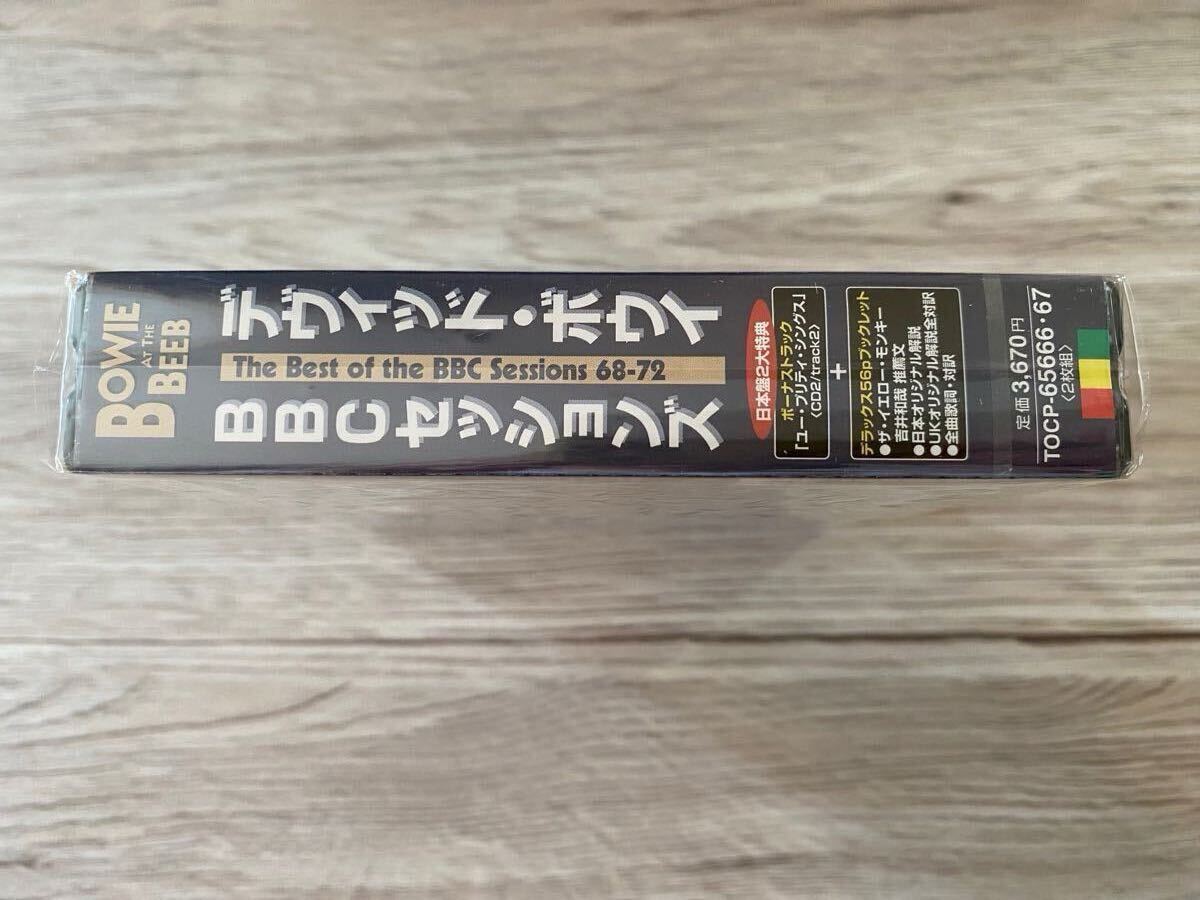 BOWIE
AT THE
BEEB
デヴィッド・ボウイ
The Best of the BBC Sessions 68-72
BBCセッションズ
日本盤2大特典
ボーナストラック
「ユー・プリティ・シングス」
(CD2/track2)
+
デラックス56pブックレット
●ザ・イエロー・モンキー
吉井和哉 推薦文
●日本オリジナル解説
●UKオリジナル解説全対訳
●全曲歌詞・対訳
定価3,670円
TOCP-65666・67
〈2枚組〉